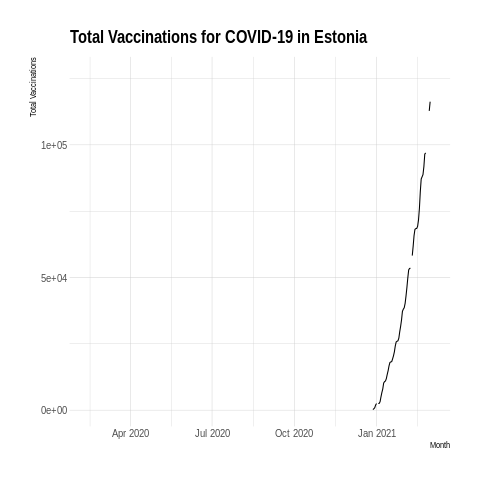 Total Vaccinations for COVID-19 in Estonia
Total Vaccinations
1e+05
5e+04
0e+00
Apr 2020 Jul 2020 Oct 2020 Jan 2021
Month